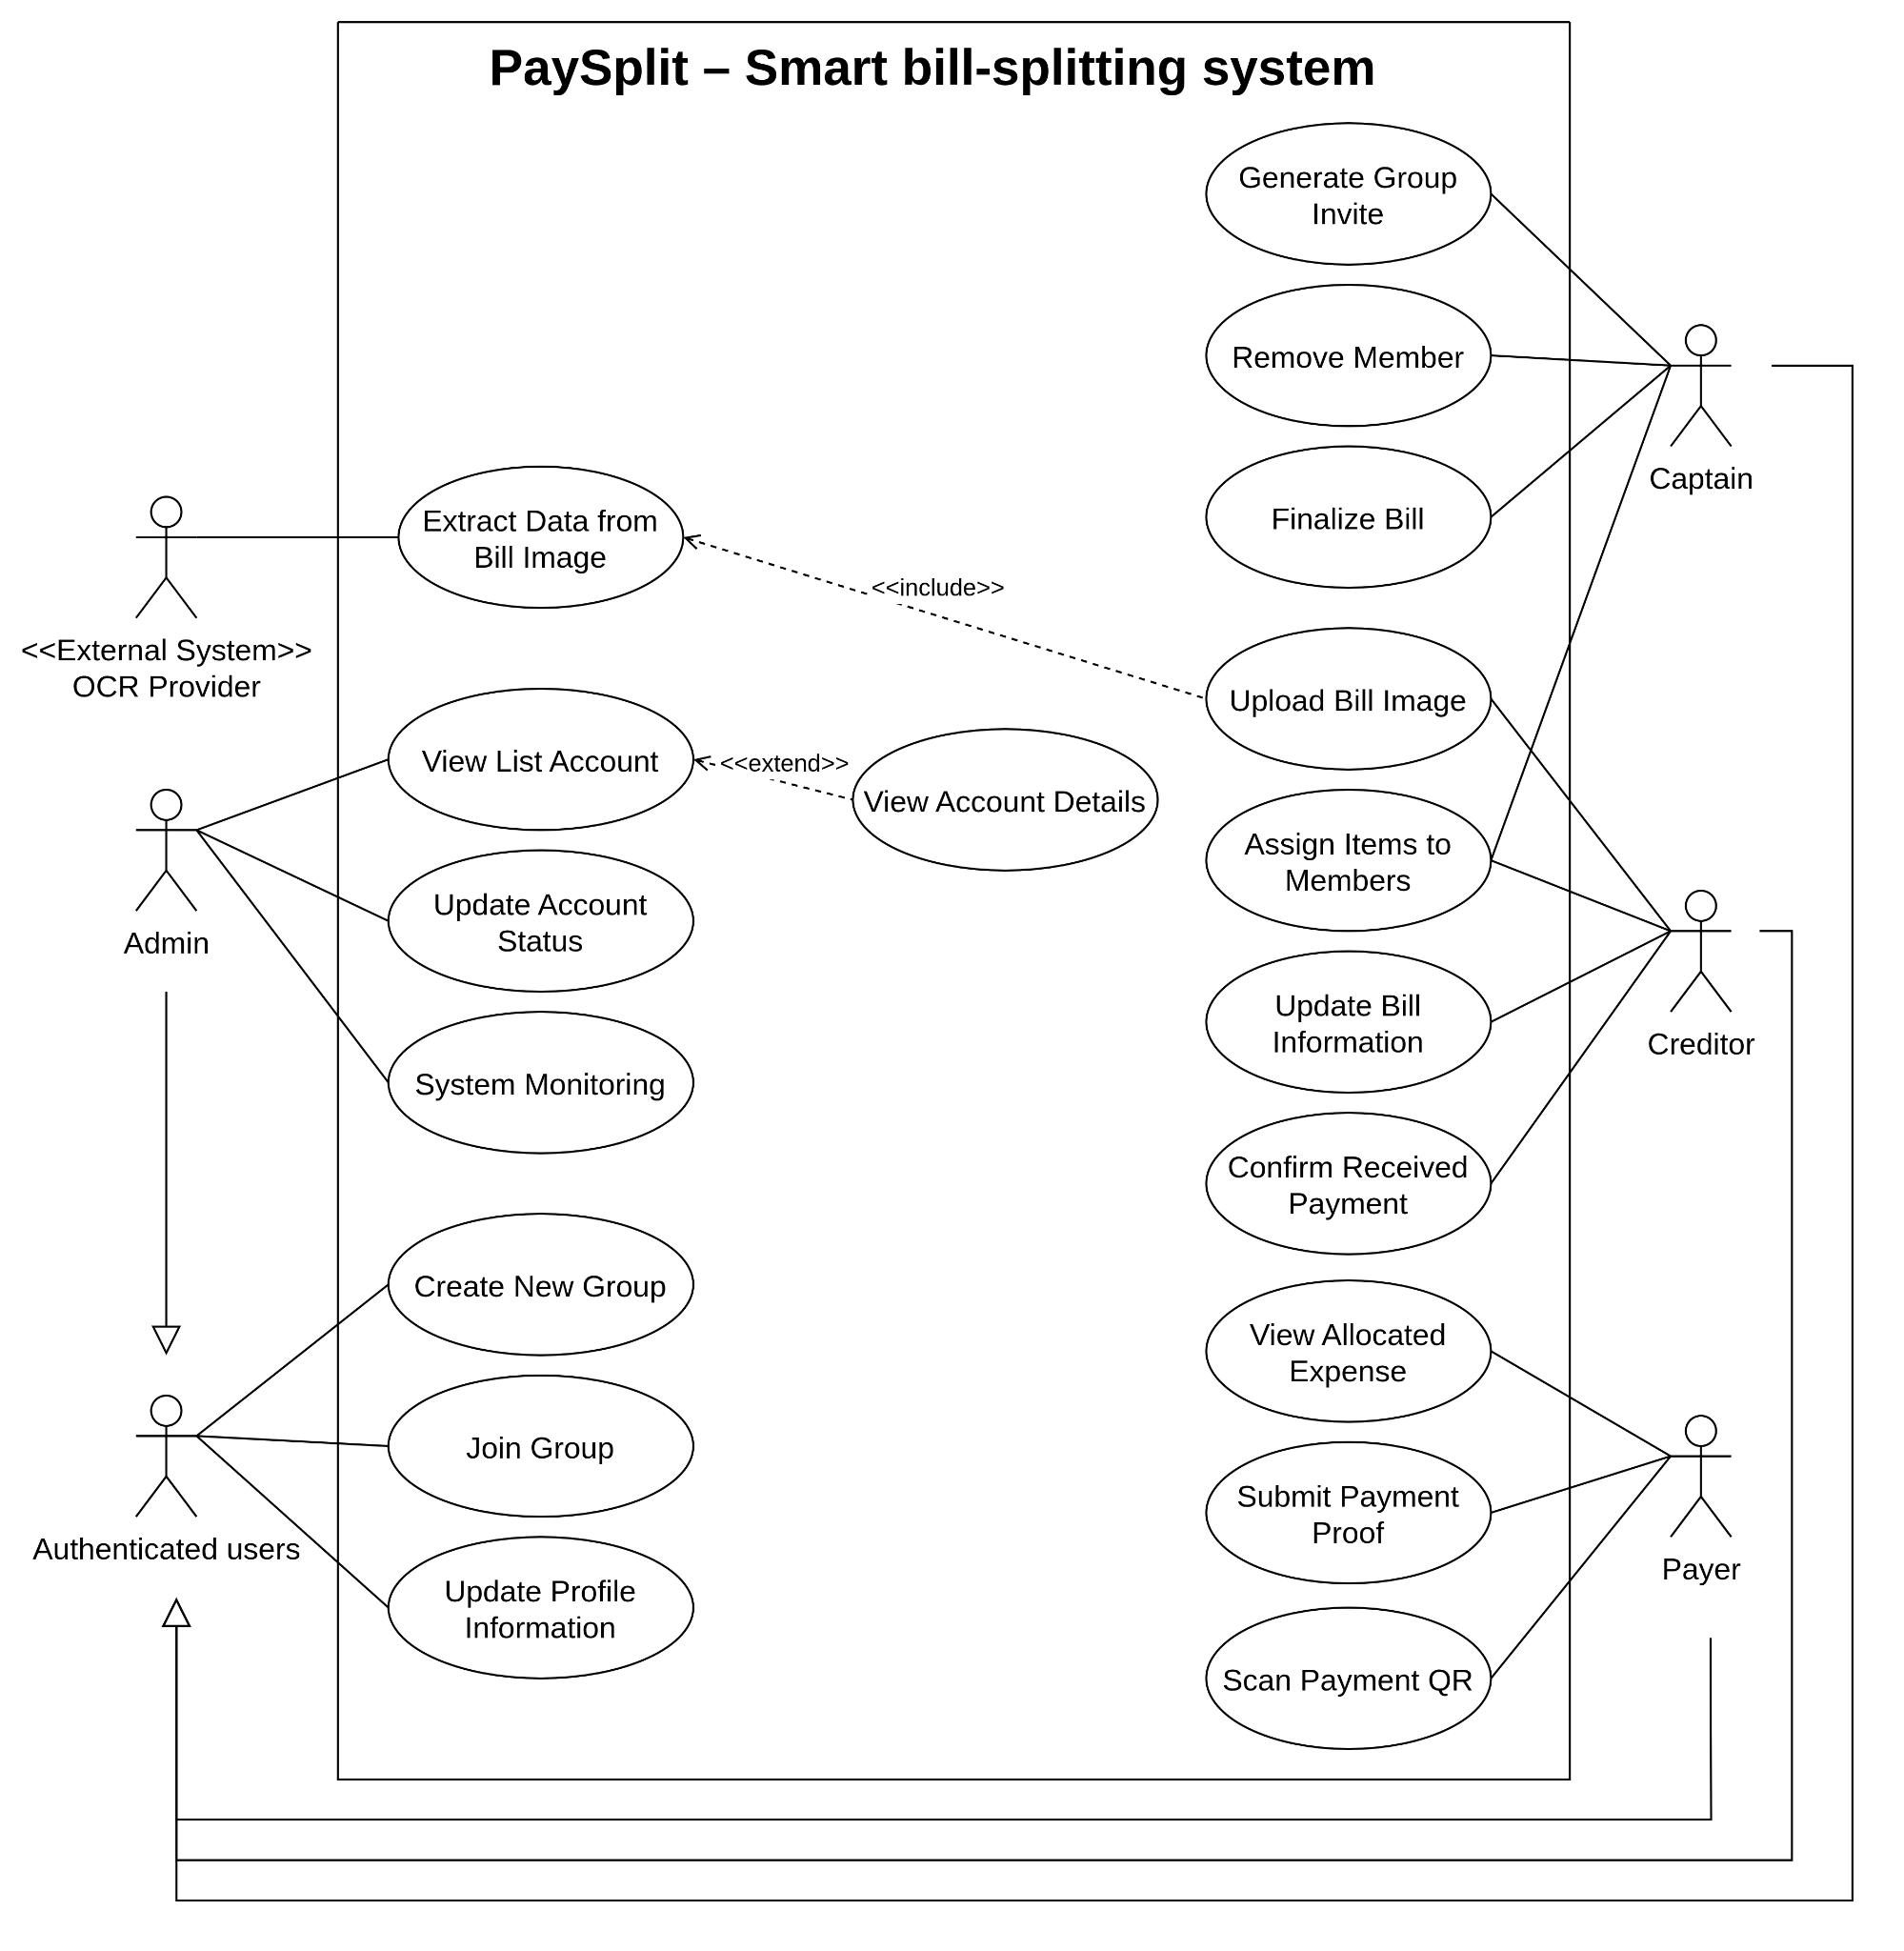 PaySplit – Smart bill-splitting system
Generate Group
Invite
Remove Member
Captain
Finalize Bill
Extract Data from
Bill Image
<<include>>
<<External System>>
OCR Provider
Upload Bill Image
View List Account
<<extend>>
View Account Details
Assign Items to
Members
Update Account
Status
Admin
Update Bill
Information
Creditor
System Monitoring
Confirm Received
Payment
Create New Group
View Allocated
Expense
Join Group
Submit Payment
Proof
Authenticated users
Payer
Update Profile
Information
Scan Payment QR